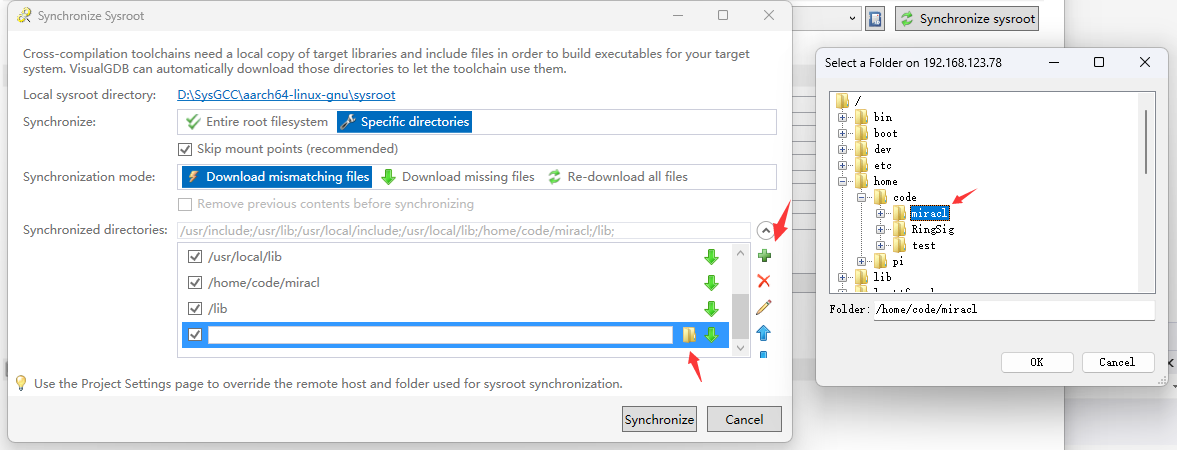 Synchronize Sysroot
Synchronize sysroot
Cross-compilation toolchains need a local copy of target libraries and include files in order to build executables for your target
system. VisualGDB can automatically download those directories to let the toolchain use them.
Local sysroot directory: D:\SysGCC\aarch64-linux-gnu\sysroot
Synchronize: Entire root filesystem Specific directories
Skip mount points (recommended)
Synchronization mode: Download mismatching files Download missing files Re-download all files
Remove previous contents before synchronizing
Synchronized directories: /usr/include;/usr/lib;/usr/local/include;/usr/local/lib;/home/code/miracl;/lib;
/usr/local/lib
/home/code/miracl
/lib
Use the Project Settings page to override the remote host and folder used for sysroot synchronization.
Synchronize Cancel
Select a Folder on 192.168.123.78
/
bin
boot
dev
etc
home
code
miracl
RingSig
test
pi
lib
Folder: /home/code/miracl
OK Cancel